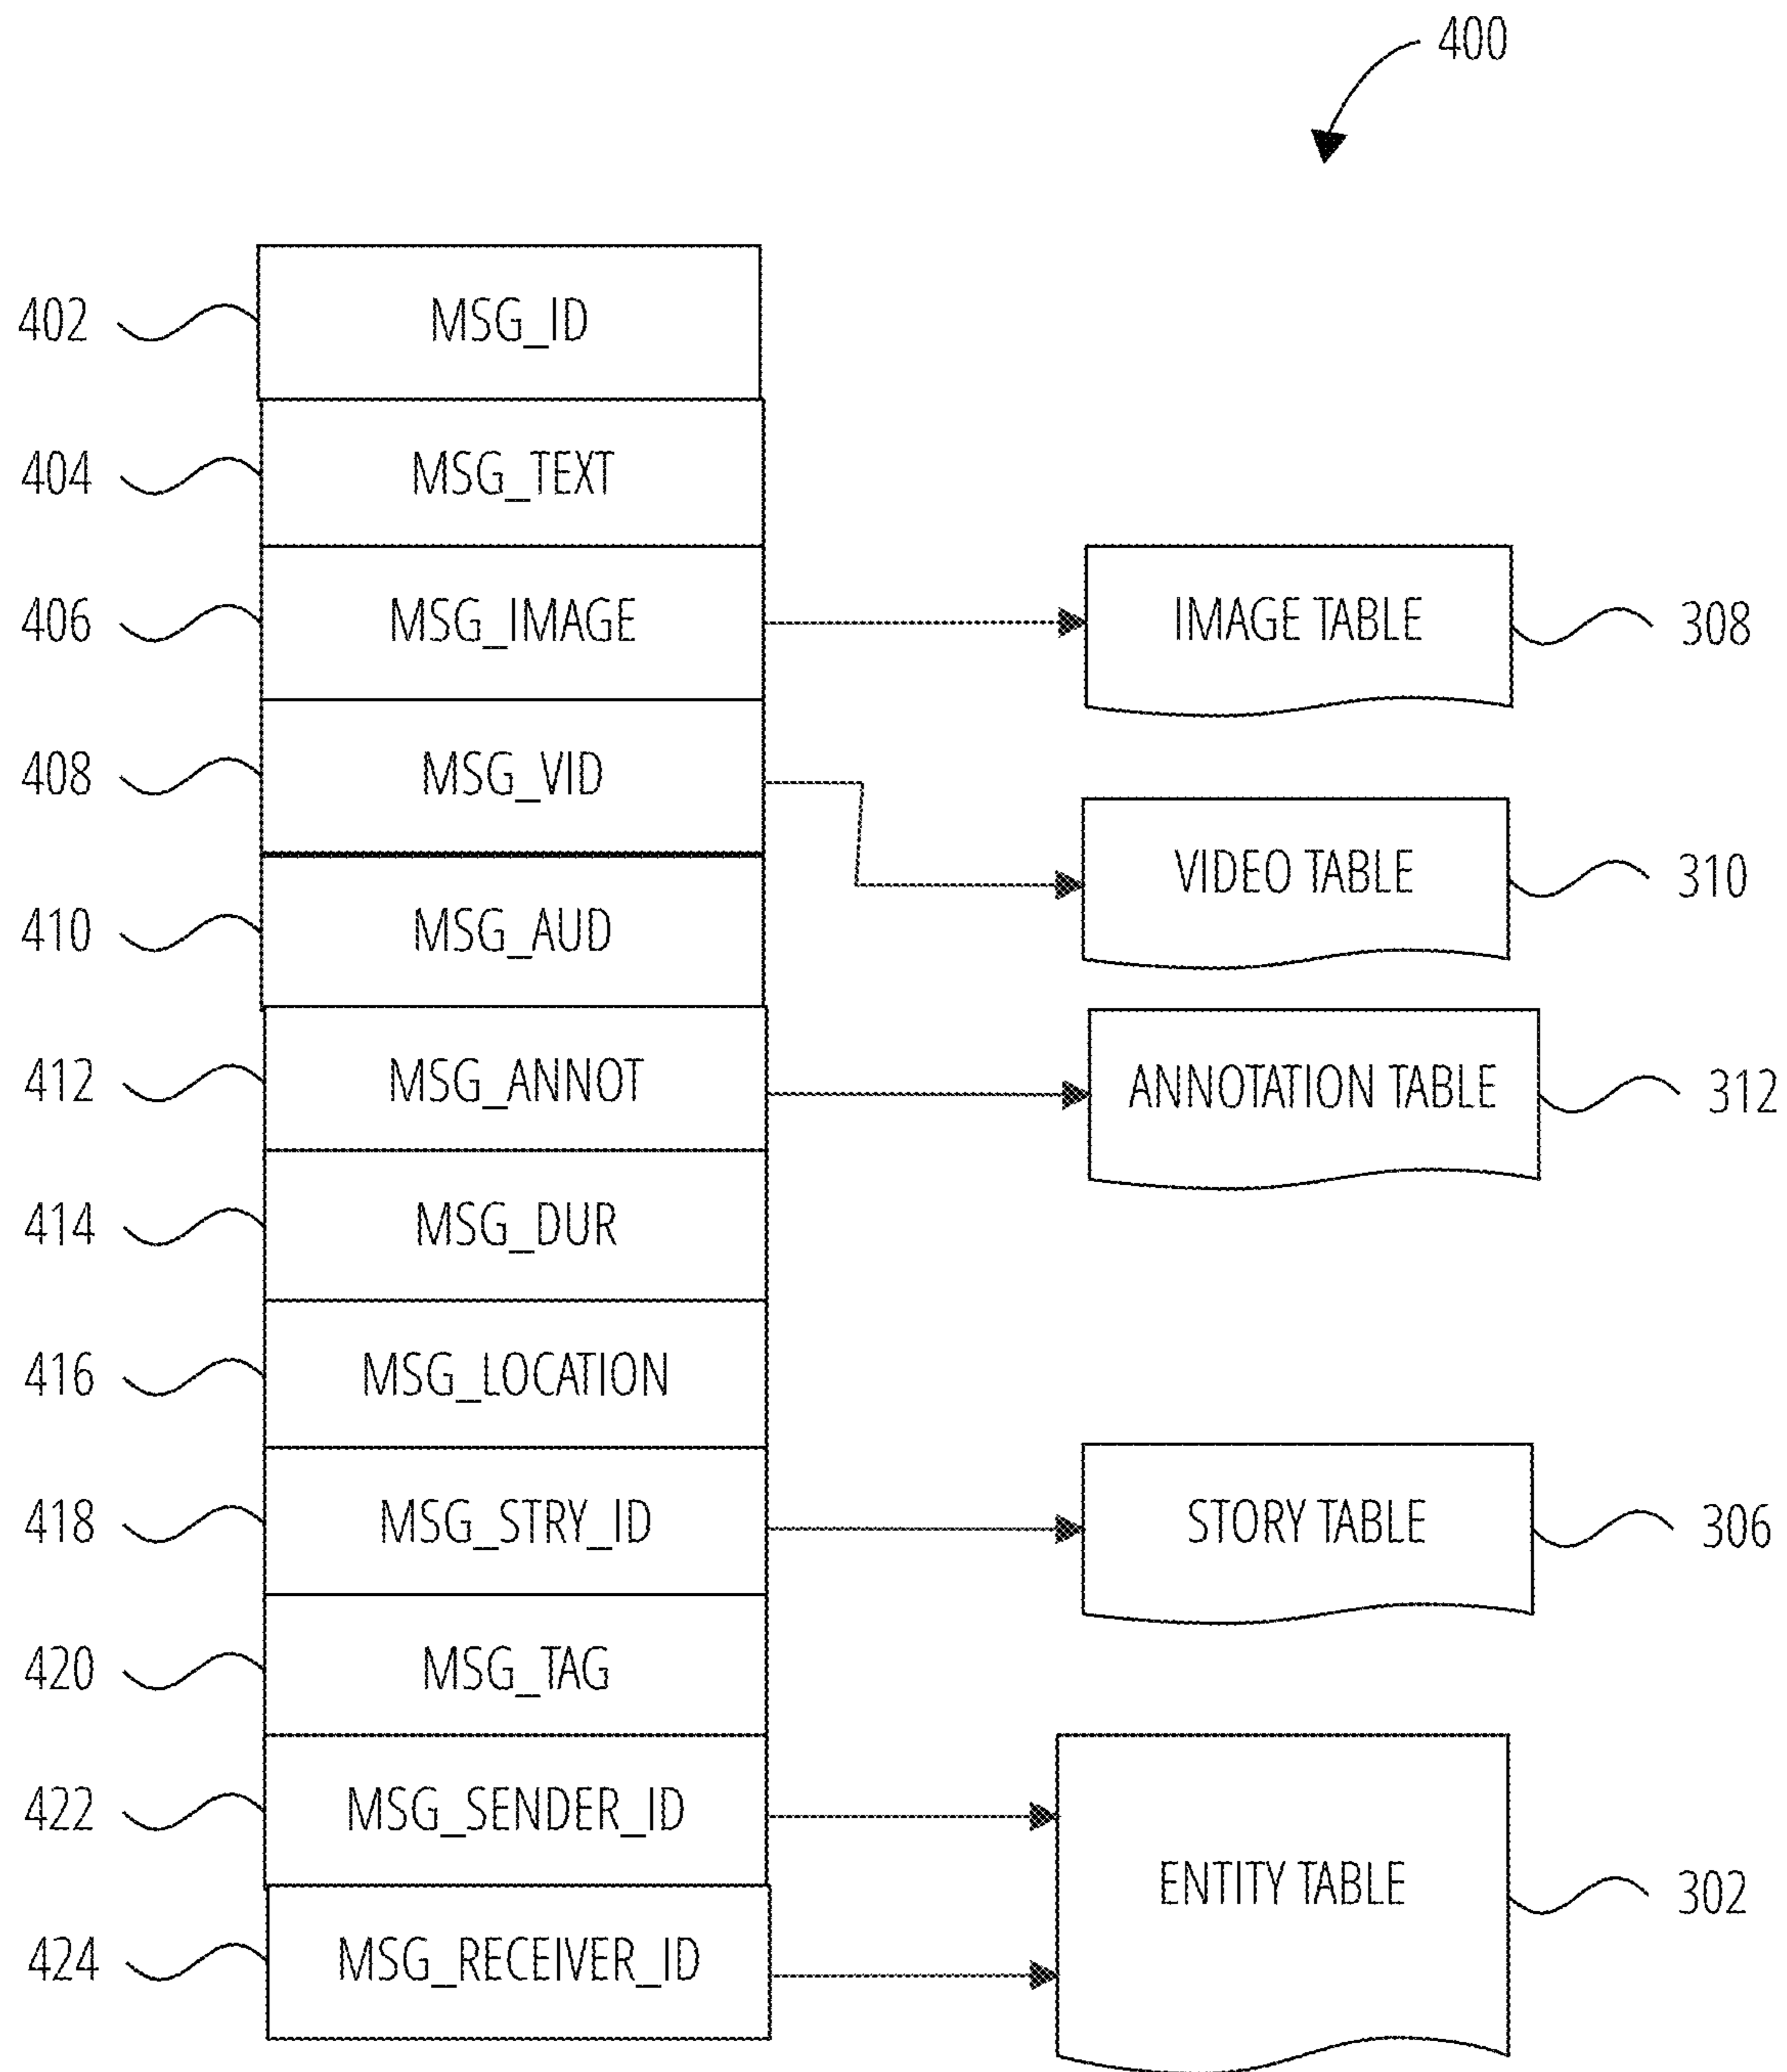 400
402 MSG_ID
404 MSG_TEXT
406 MSG_IMAGE IMAGE TABLE 308
408 MSG_VID
VIDEO TABLE 310
410 MSG_AUD
412 MSG_ANNOT ANNOTATION TABLE 312
414 MSG_DUR
416 MSG_LOCATION
418 MSG_STRY_ID STORY TABLE 306
420 MSG_TAG
422 MSG_SENDER_ID
ENTITY TABLE 302
424 MSG_RECEIVER_ID